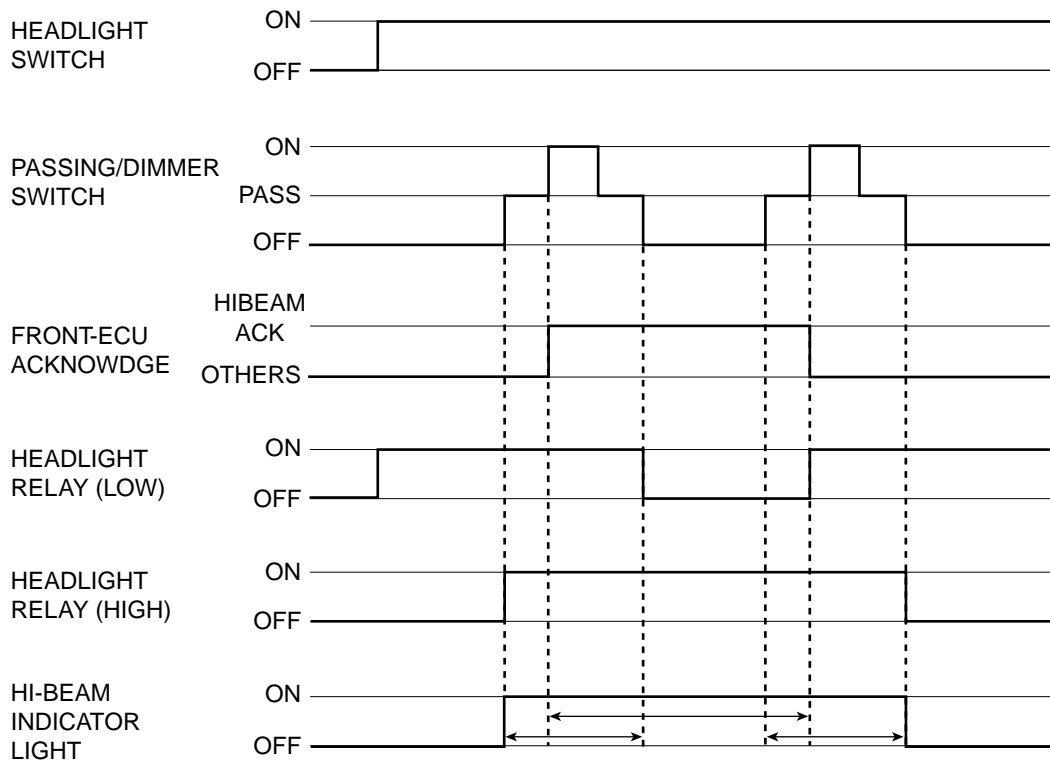 HEADLIGHT
SWITCH
ON
OFF
PASSING/DIMMER
SWITCH
ON
PASS
OFF
FRONT-ECU
ACKNOWDGE
HIBEAM
ACK
OTHERS
HEADLIGHT
RELAY (LOW)
ON
OFF
HEADLIGHT
RELAY (HIGH)
ON
OFF
HI-BEAM
INDICATOR
LIGHT
ON
OFF